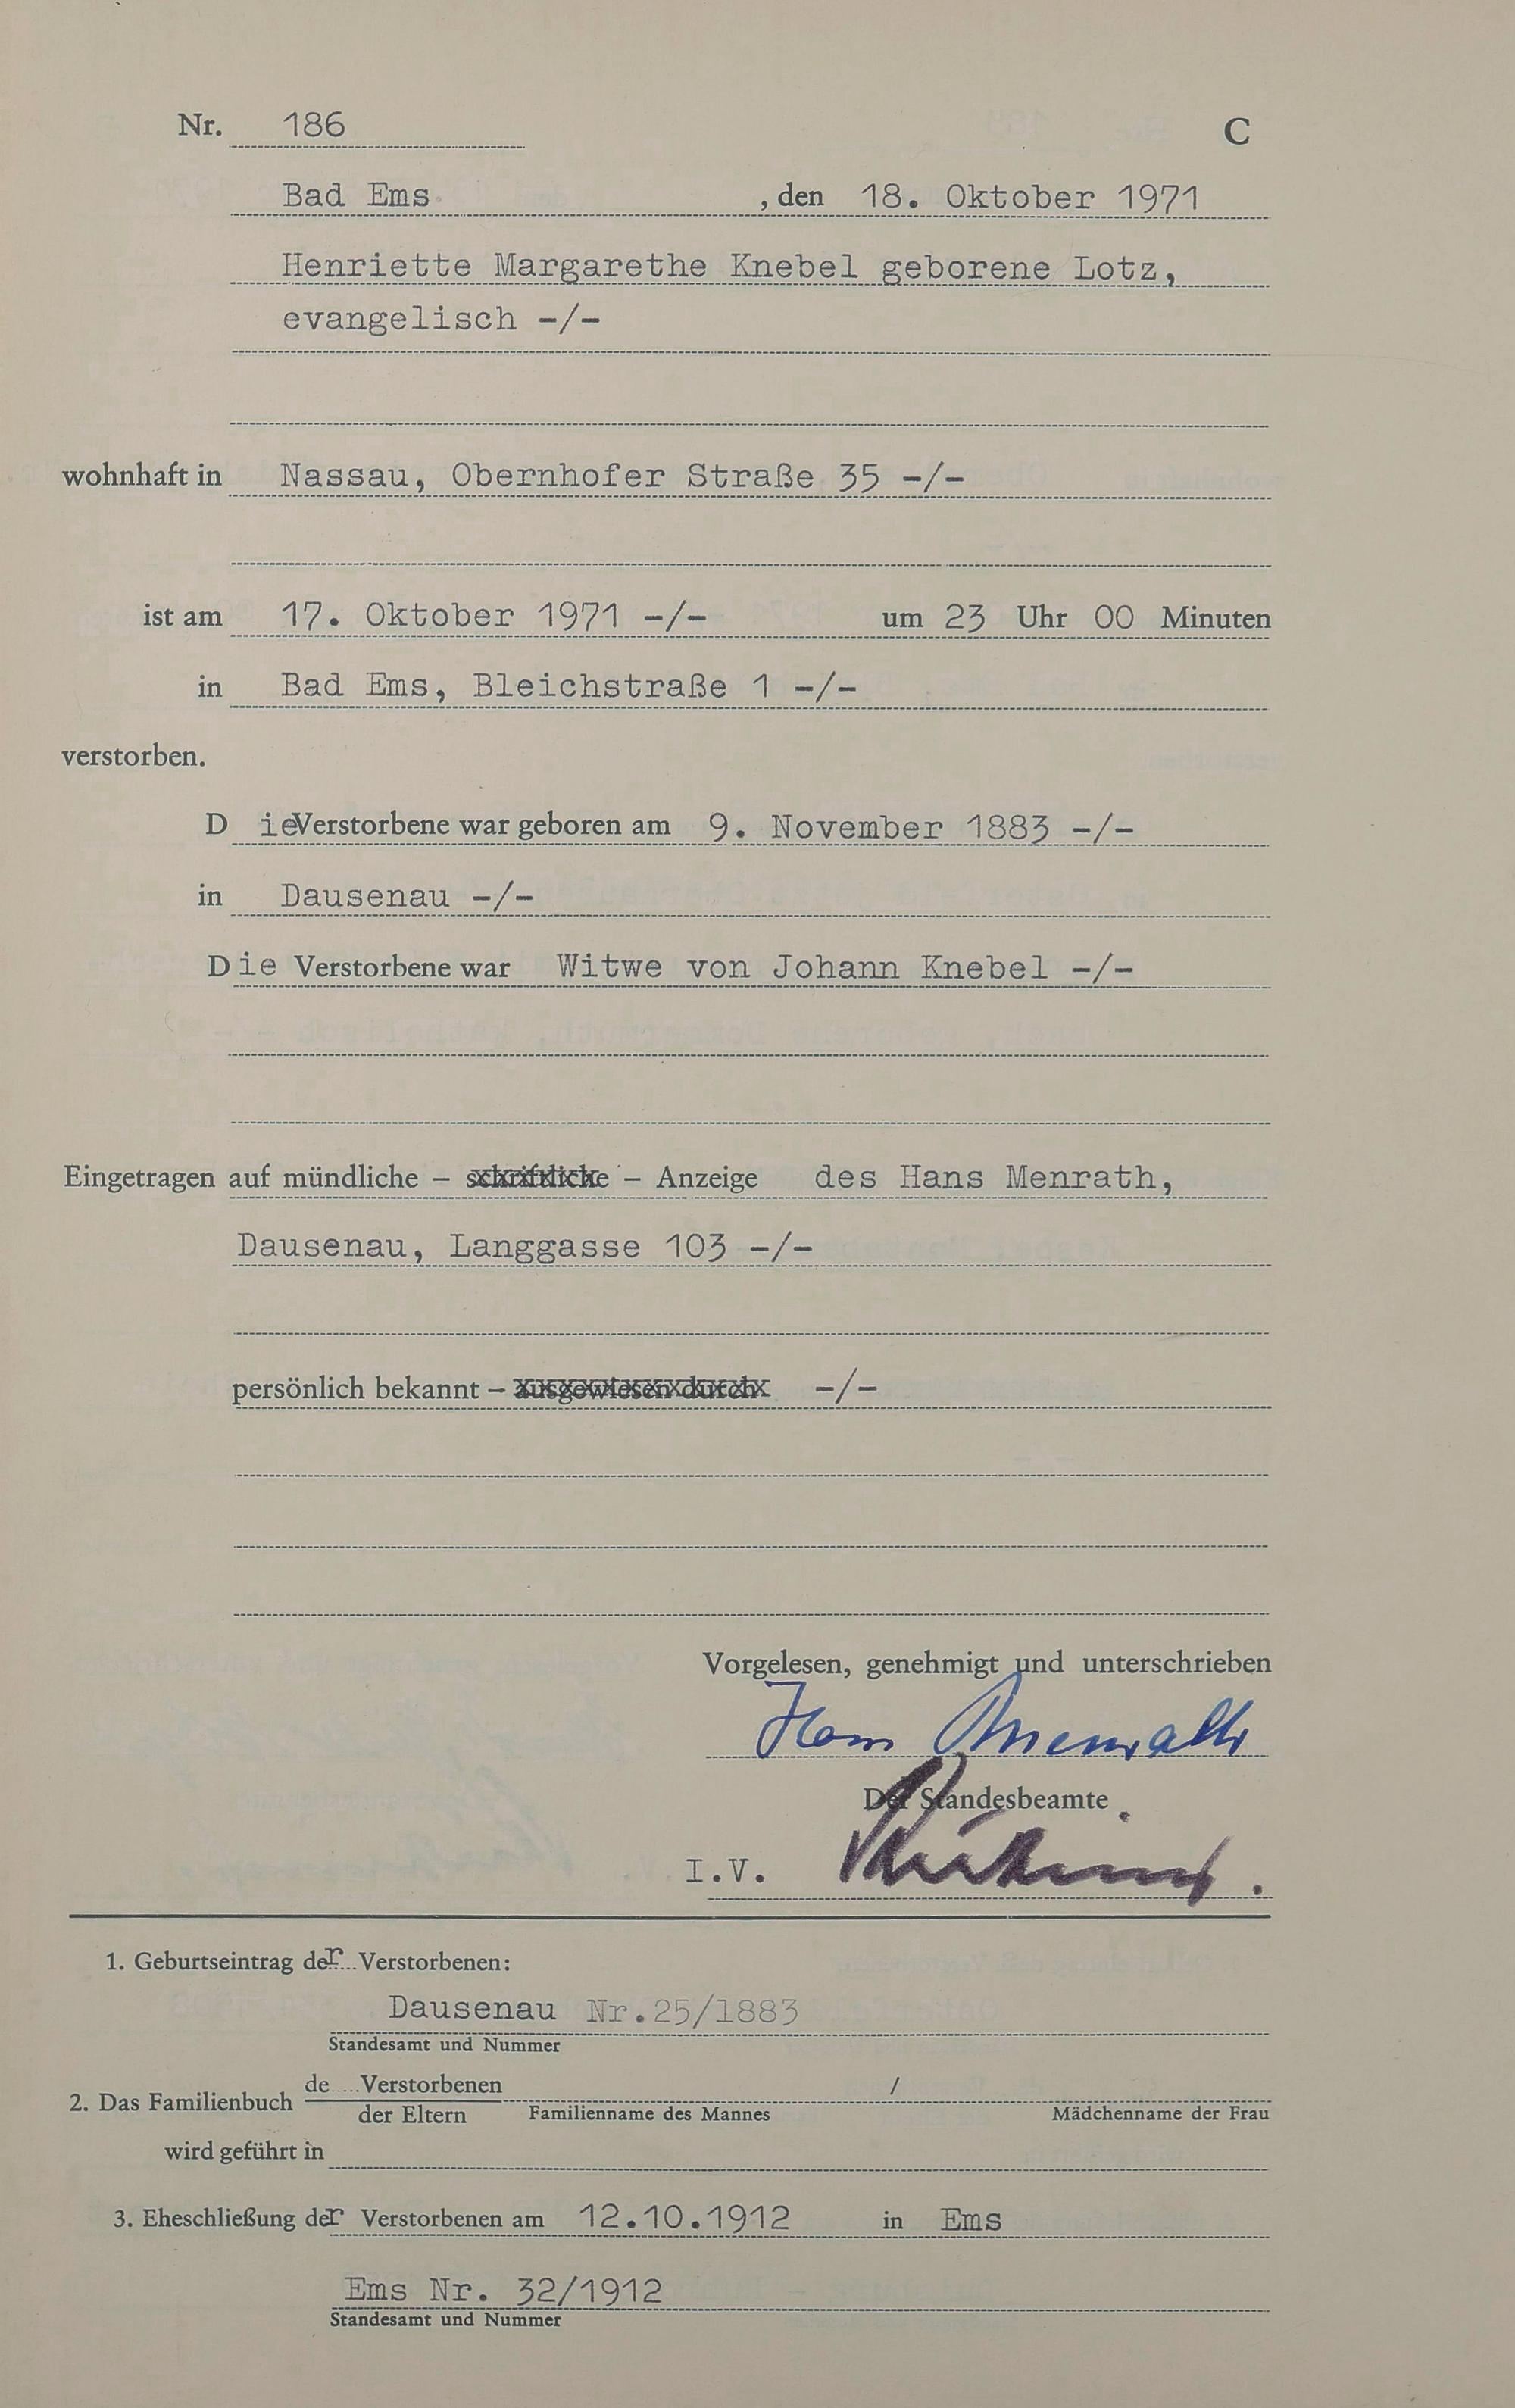 Nr. 186 C
Bad Ems , den 18. Oktober 1971
Henriette Margarethe Knebel geborene Lotz,
evangelisch -/-
wohnhaft in Nassau, Obernhofer Straße 35 -/-
ist am 17. Oktober 1971 -/- um 23 Uhr 00 Minuten
in Bad Ems, Bleichstraße 1 -/-
verstorben.
Die Verstorbene war geboren am 9. November 1883 -/-
in Dausenau -/-
Die Verstorbene war Witwe von Johann Knebel -/-
Eingetragen auf mündliche – schriftliche – Anzeige des Hans Menrath,
Dausenau, Langgasse 103 -/-
persönlich bekannt – ausgewiesen durch -/-
Vorgelesen, genehmigt und unterschrieben
Hans Menrath
Der Standesbeamte
I.V.
1. Geburtseintrag der Verstorbenen:
Dausenau Nr.25/1883
Standesamt und Nummer
de.....Verstorbenen /
2. Das Familienbuch
der Eltern Familienname des Mannes Mädchenname der Frau
wird geführt in
3. Eheschließung der Verstorbenen am 12.10.1912 in Ems
Ems Nr. 32/1912
Standesamt und Nummer